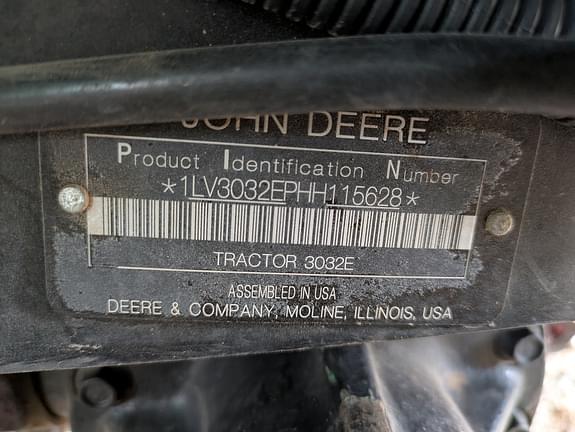 JOHN DEERE
Product Identification Number
*1LV3032EPHH115628*
TRACTOR 3032E
ASSEMBLED IN USA
DEERE & COMPANY, MOLINE, ILLINOIS, USA